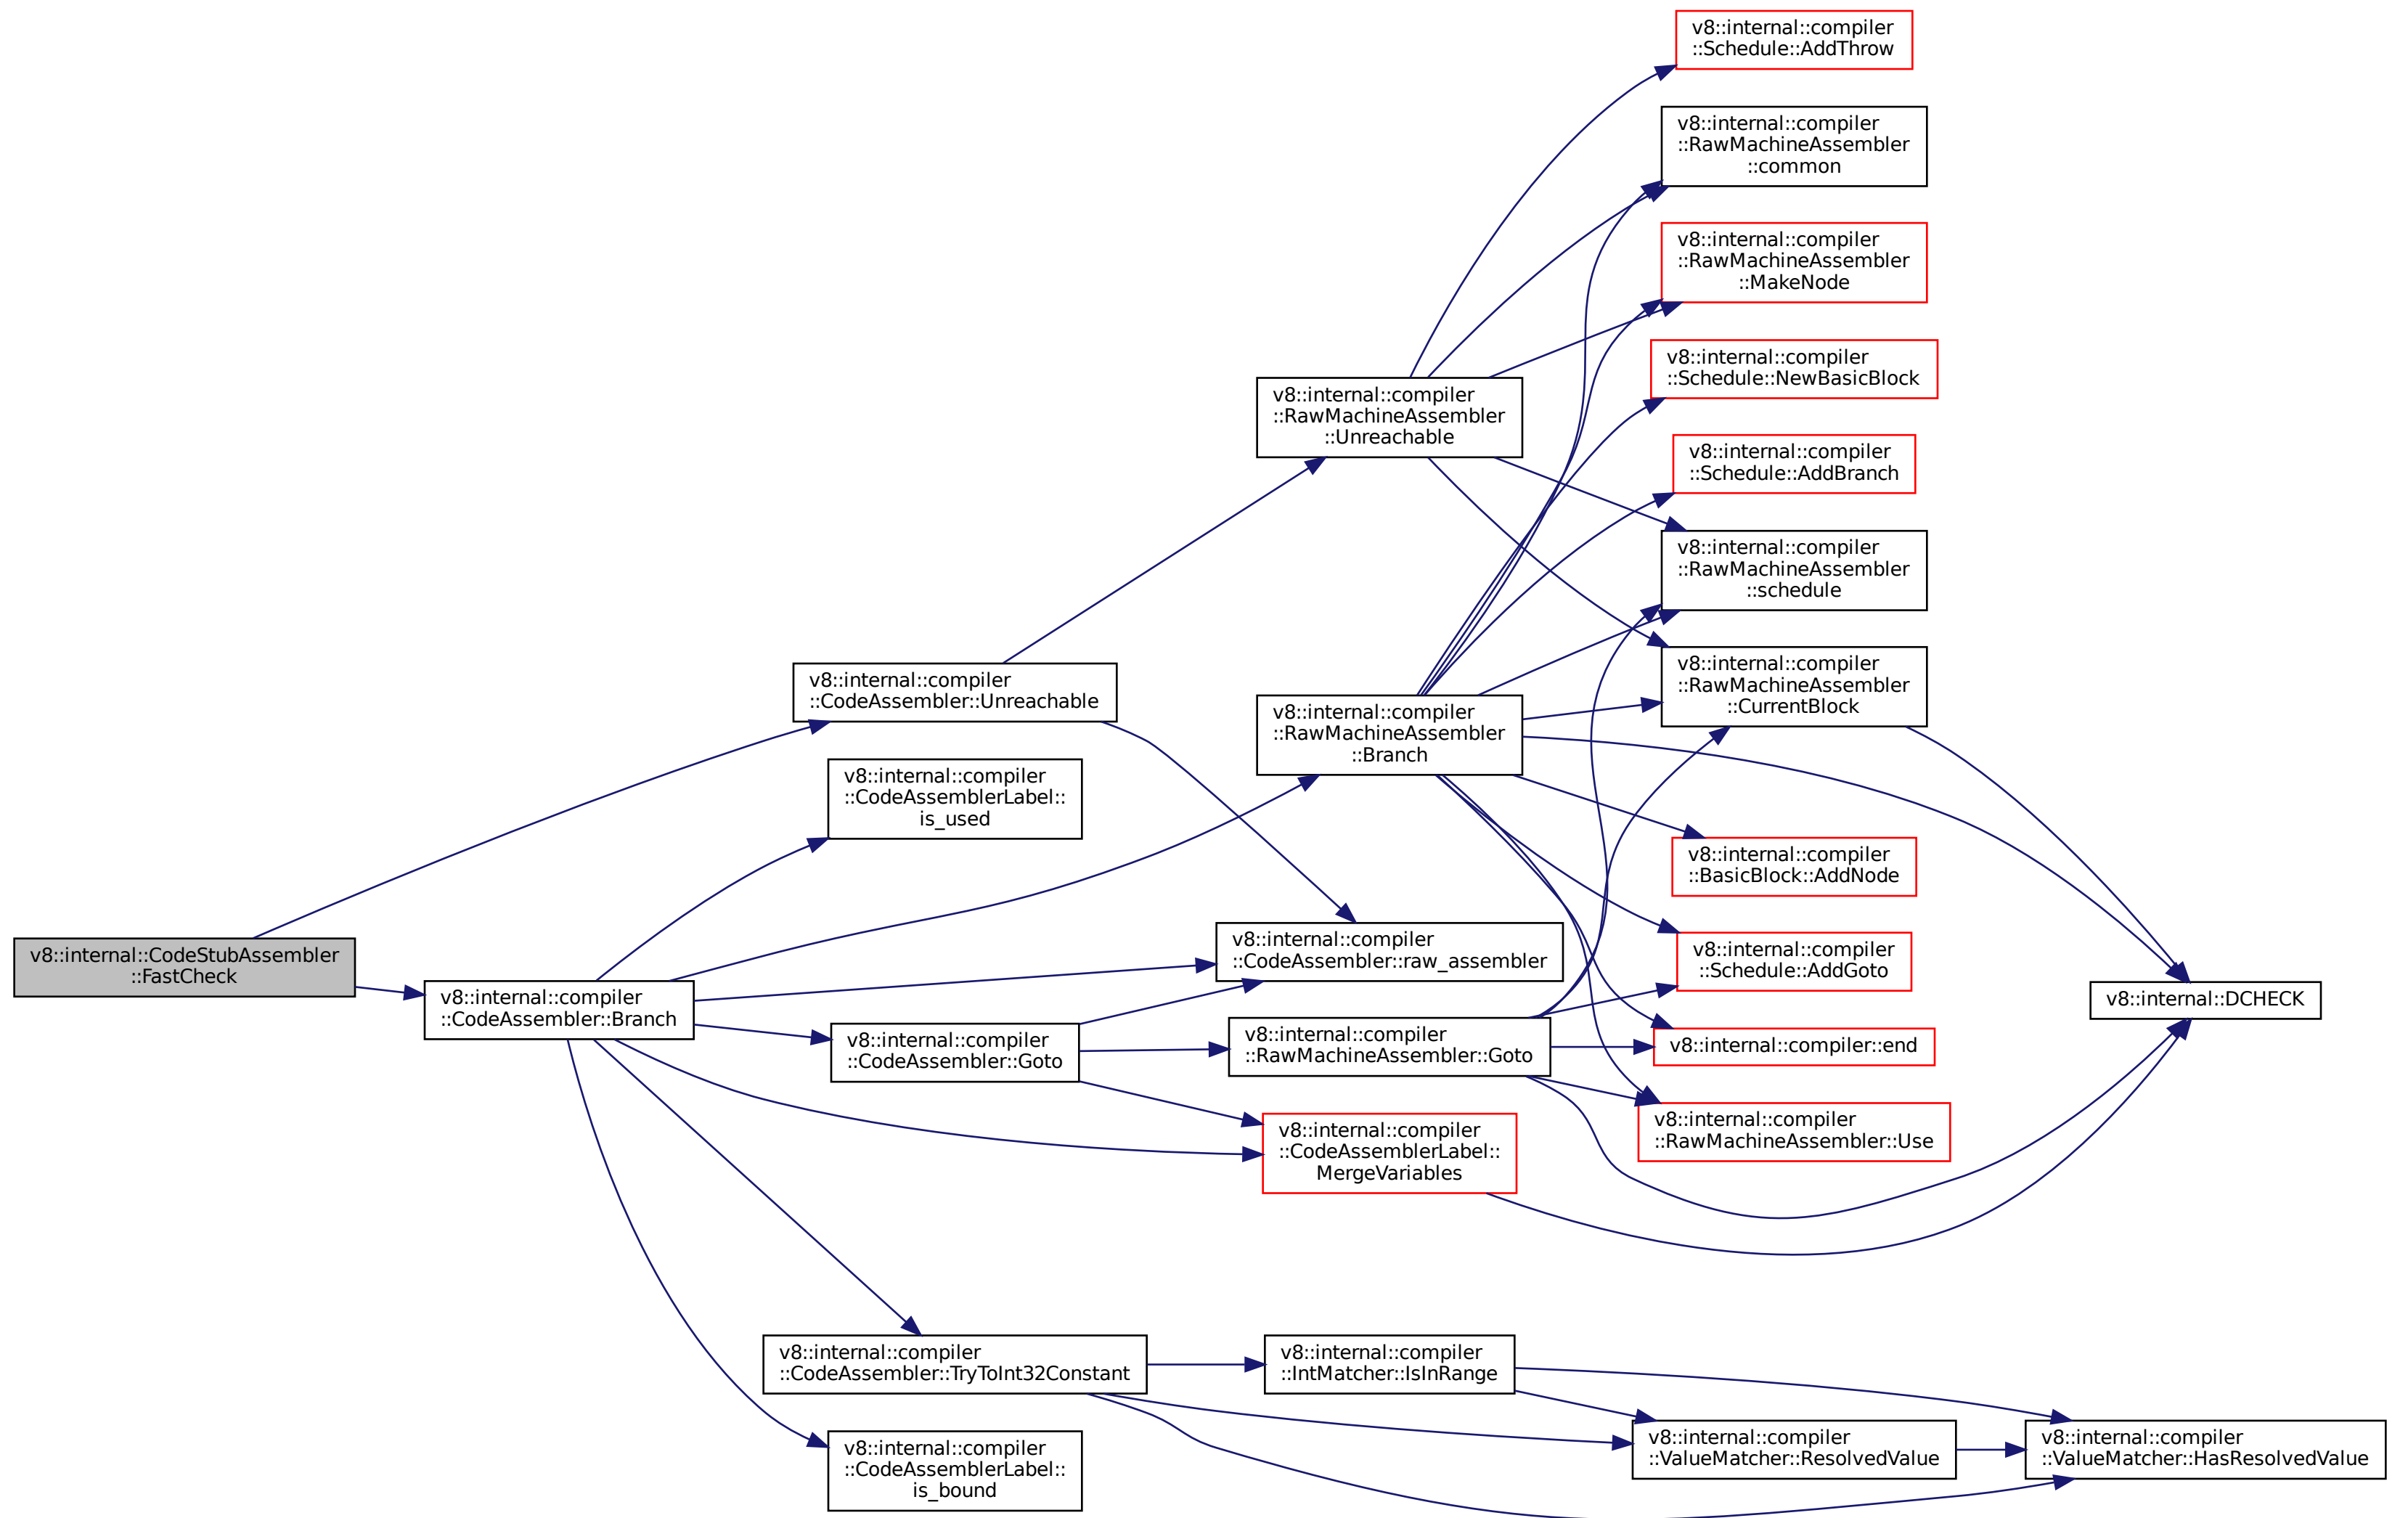 v8::internal::CodeStubAssembler
::FastCheck
v8::internal::compiler
::CodeAssembler::Branch
v8::internal::compiler
::CodeAssembler::Unreachable
v8::internal::compiler
::CodeAssemblerLabel::
is_used
v8::internal::compiler
::CodeAssembler::Goto
v8::internal::compiler
::CodeAssembler::TryToInt32Constant
v8::internal::compiler
::CodeAssemblerLabel::
is_bound
v8::internal::compiler
::RawMachineAssembler
::Unreachable
v8::internal::compiler
::RawMachineAssembler
::Branch
v8::internal::compiler
::CodeAssembler::raw_assembler
v8::internal::compiler
::RawMachineAssembler::Goto
v8::internal::compiler
::CodeAssemblerLabel::
MergeVariables
v8::internal::compiler
::IntMatcher::IsInRange
v8::internal::compiler
::Schedule::AddThrow
v8::internal::compiler
::RawMachineAssembler
::common
v8::internal::compiler
::RawMachineAssembler
::MakeNode
v8::internal::compiler
::Schedule::NewBasicBlock
v8::internal::compiler
::Schedule::AddBranch
v8::internal::compiler
::RawMachineAssembler
::schedule
v8::internal::compiler
::RawMachineAssembler
::CurrentBlock
v8::internal::compiler
::BasicBlock::AddNode
v8::internal::compiler
::Schedule::AddGoto
v8::internal::compiler::end
v8::internal::compiler
::RawMachineAssembler::Use
v8::internal::compiler
::ValueMatcher::ResolvedValue
v8::internal::DCHECK
v8::internal::compiler
::ValueMatcher::HasResolvedValue